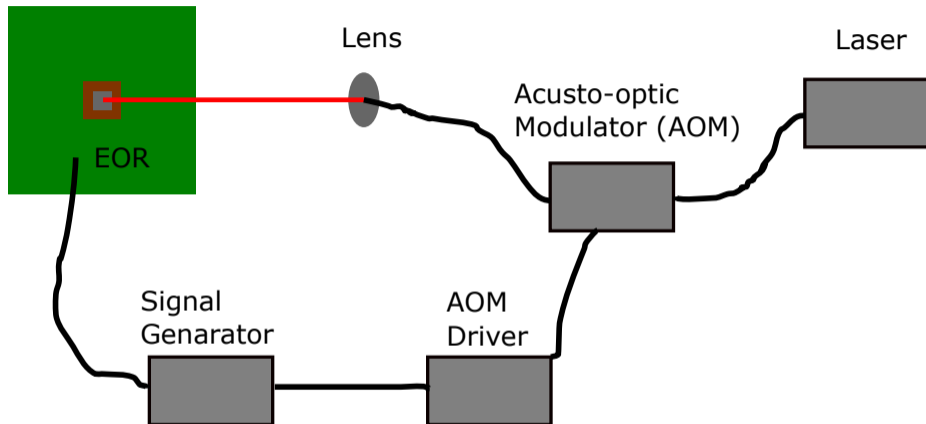 Lens
Laser
Acusto-optic
Modulator (AOM)
EOR
Signal
Genarator
AOM
Driver